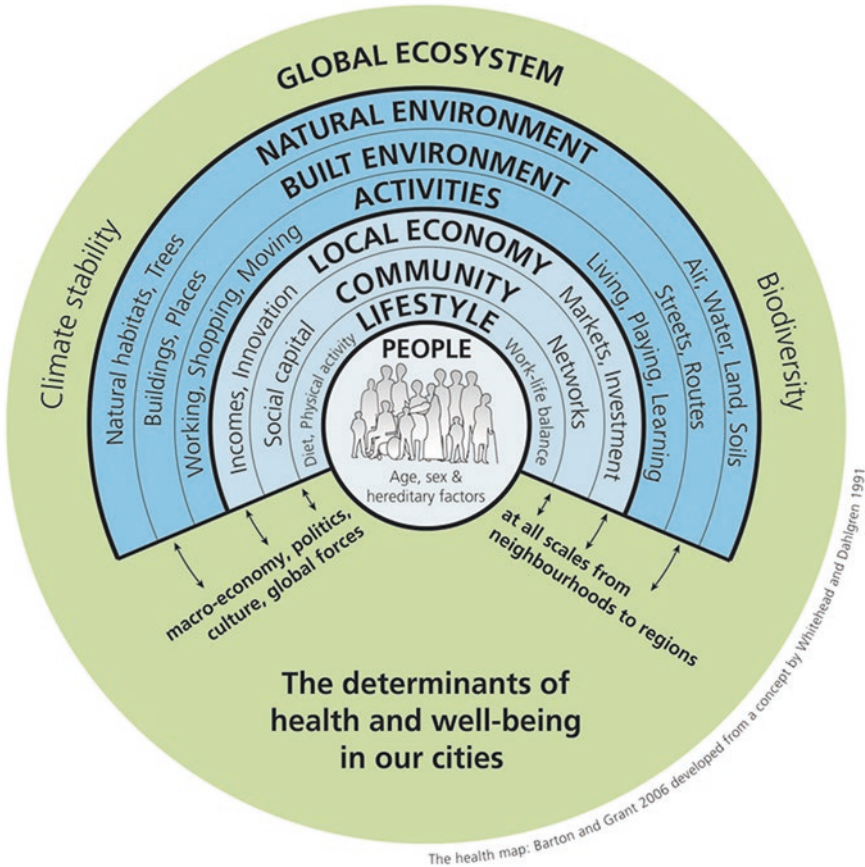 GLOBAL ECOSYSTEM
NATURAL ENVIRONMENT
BUILT ENVIRONMENT
ACTIVITIES
LOCAL ECONOMY
COMMUNITY
LIFESTYLE
PEOPLE
Age, sex &
hereditary factors
Climate stability
Natural habitats, Trees
Buildings, Places
Working, Shopping, Moving
Incomes, Innovation
Social capital
Diet, Physical activity
Work-life balance
Networks
Markets, Investment
Living, Playing, Learning
Streets, Routes
Air, Water, Land, Soils
Biodiversity
macro-economy, politics,
culture, global forces
at all scales from
neighbourhoods to regions
The determinants of
health and well-being
in our cities
The health map: Barton and Grant 2006 developed from a concept by Whitehead and Dahlgren 1991